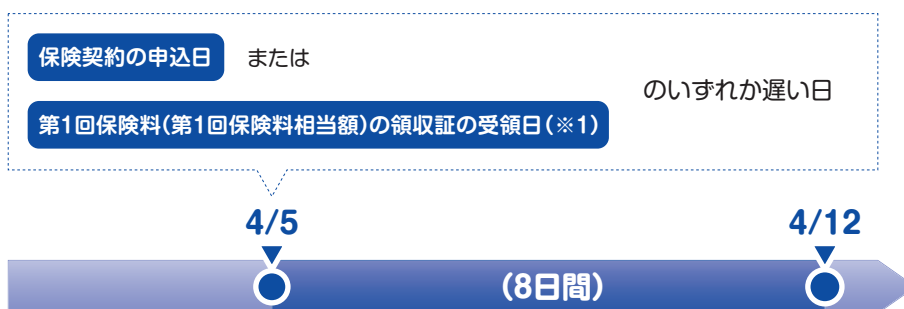 保険契約の申込日 または
のいずれか遅い日
第1回保険料(第1回保険料相当額)の領収証の受領日(※1)
4/5 4/12
(8日間)